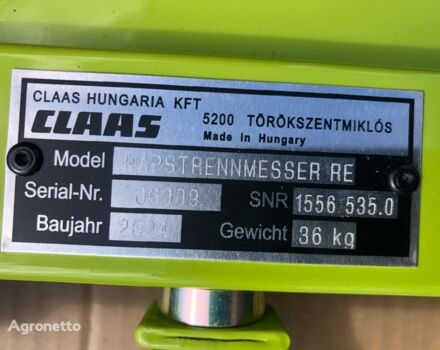 CLAAS HUNGARIA KFT
CLAAS 5200 TÖRÖKSZENTMIKLÓS
Made in Hungary
Model RAPSTRENNMESSER RE
Serial-Nr. SNR 1556 535.0
Baujahr Gewicht 36 kg
Agronetto